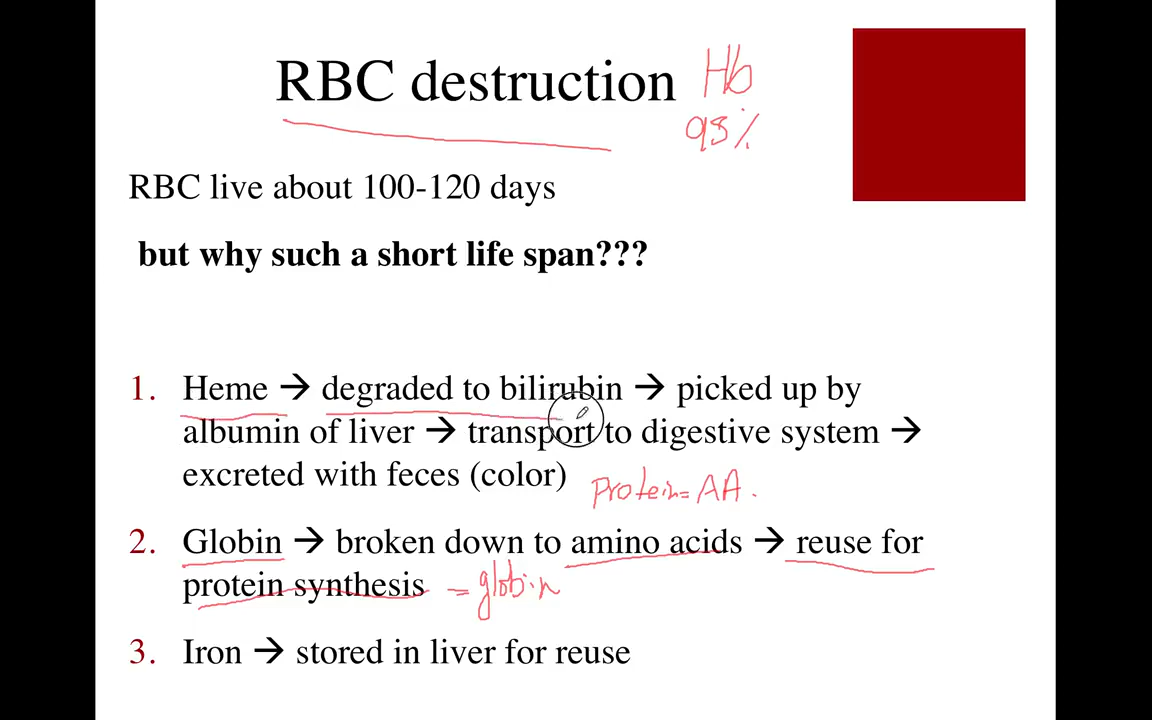 RBC destruction Hb
98%
RBC live about 100-120 days
but why such a short life span???
1. Heme → degraded to bilirubin → picked up by
albumin of liver → transport to digestive system →
excreted with feces (color) Protein = AA.
2. Globin → broken down to amino acids → reuse for
protein synthesis = globin
3. Iron → stored in liver for reuse